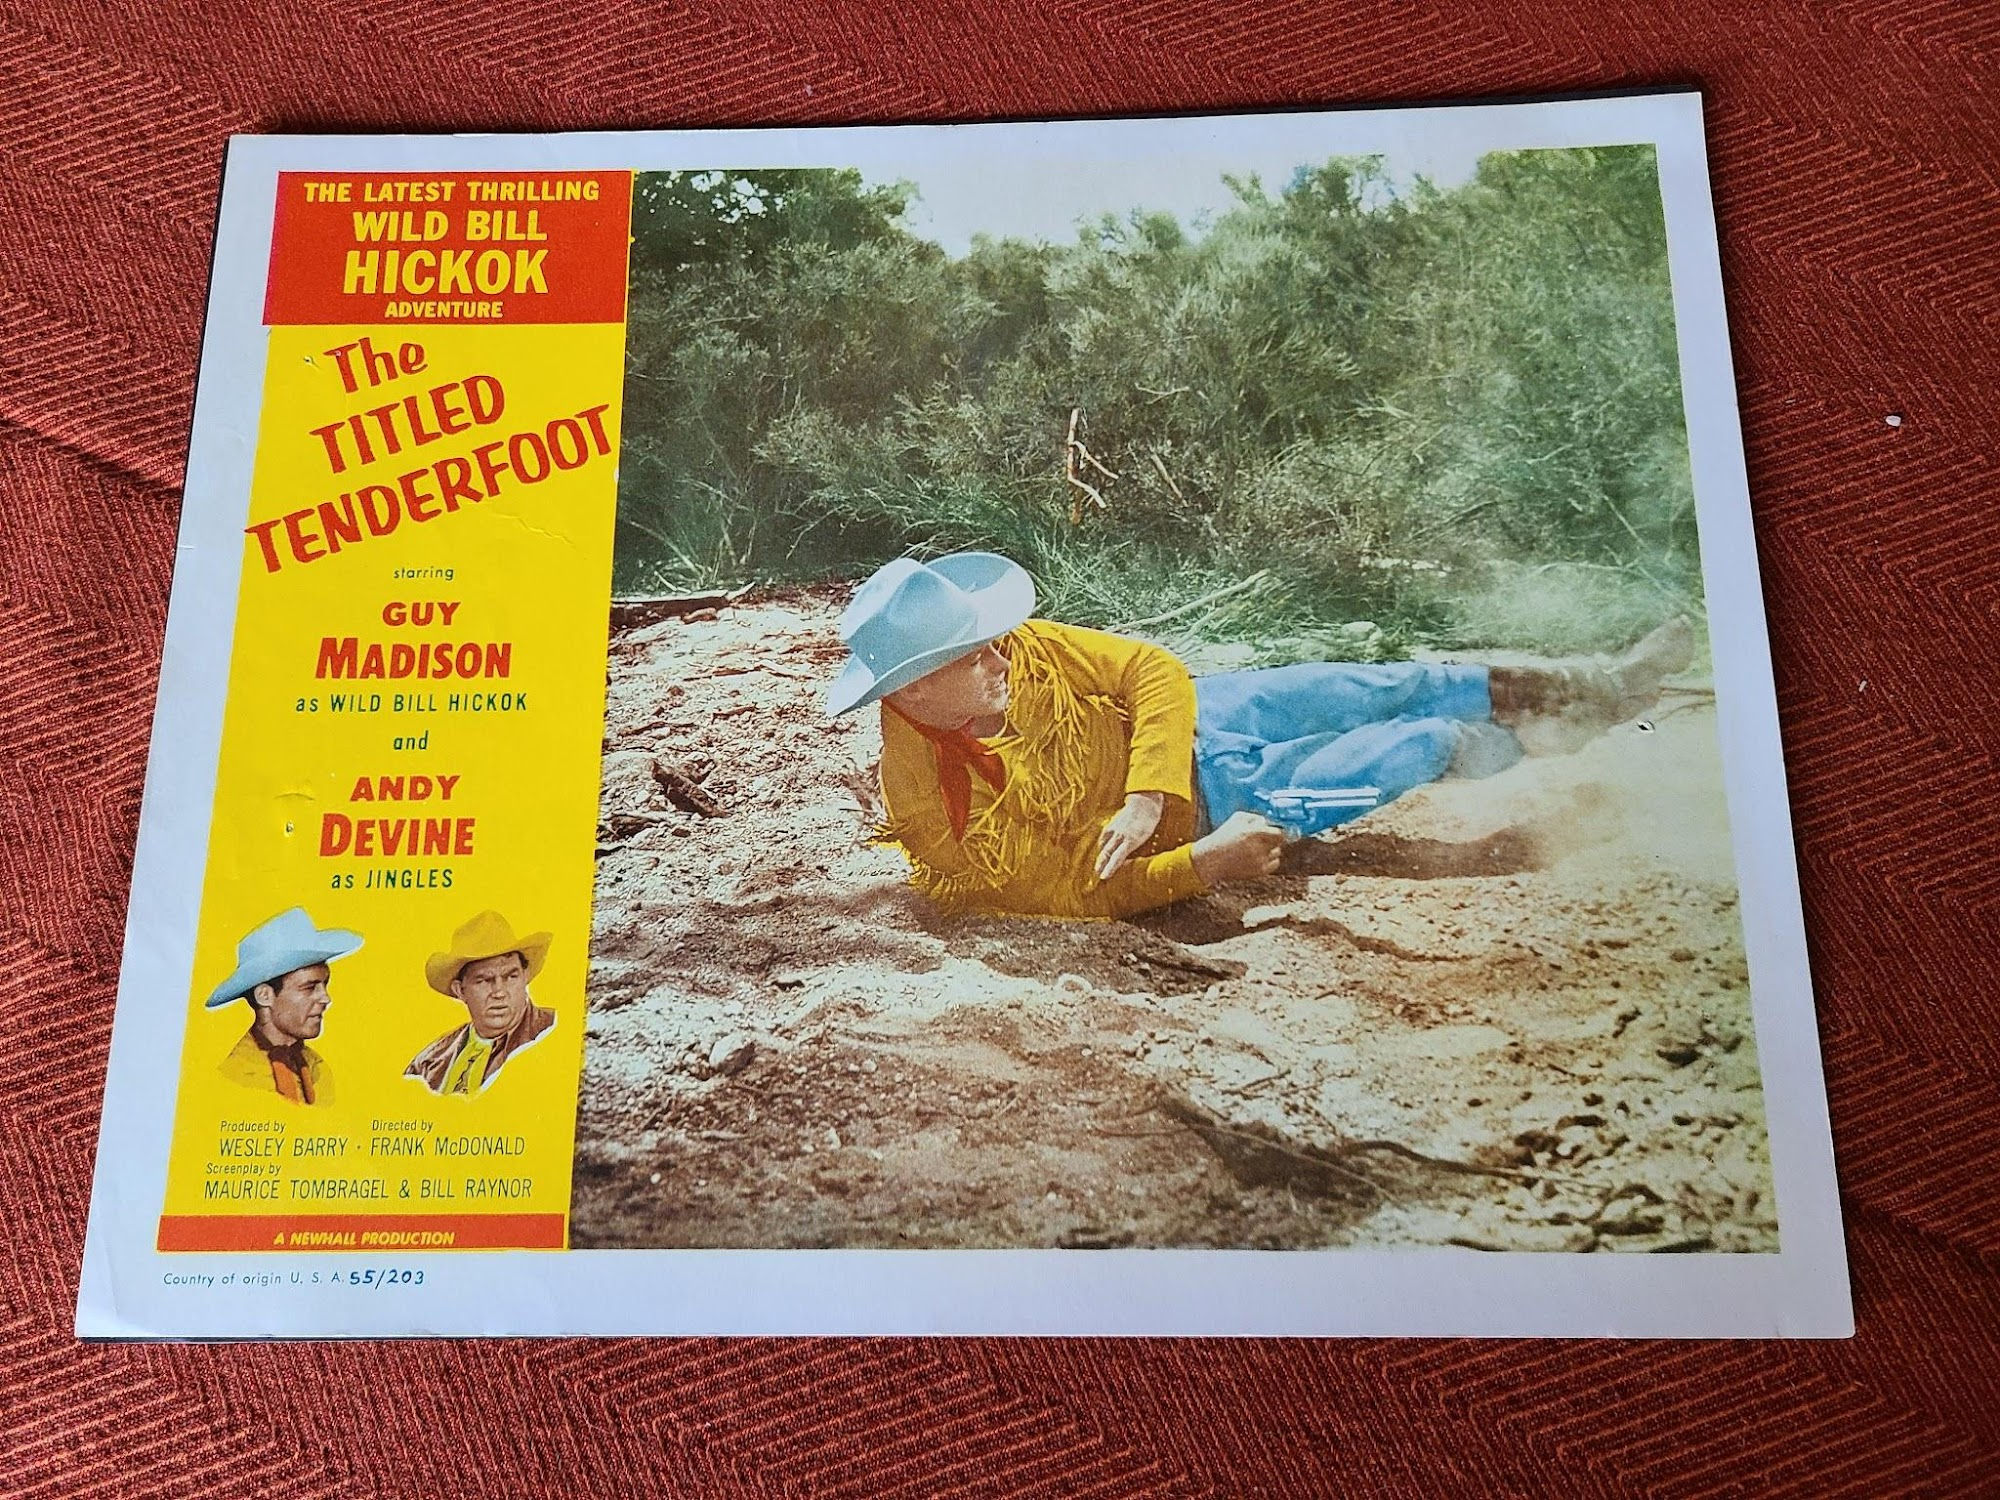 THE LATEST THRILLING
WILD BILL
HICKOK
ADVENTURE
The
TITLED
TENDERFOOT
starring
GUY
MADISON
as WILD BILL HICKOK
and
ANDY
DEVINE
as JINGLES
Produced by
WESLEY BARRY · 
Directed by
FRANK McDONALD
Screenplay by
MAURICE TOMBRAGEL & BILL RAYNOR
A NEWHALL PRODUCTION
Country of origin U. S. A. 55/203